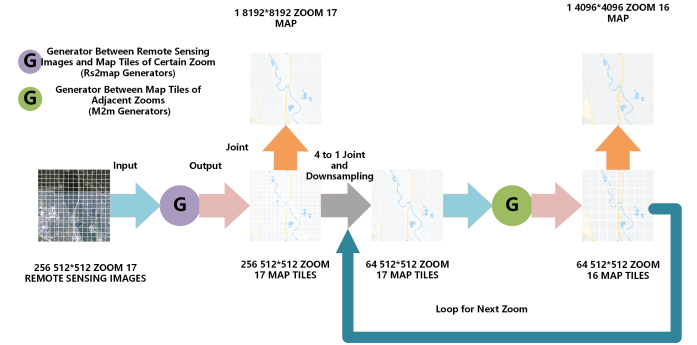 1 8192*8192 ZOOM 17
MAP
1 4096*4096 ZOOM 16
MAP
G
Generator Between Remote Sensing
Images and Map Tiles of Certain Zoom
(Rs2map Generators)
G
Generator Between Map Tiles of
Adjacent Zooms
(M2m Generators)
Joint
4 to 1 Joint
and
Downsampling
Input
Output
G
G
256 512*512 ZOOM 17
REMOTE SENSING IMAGES
256 512*512 ZOOM
17 MAP TILES
64 512*512 ZOOM
17 MAP TILES
64 512*512 ZOOM
16 MAP TILES
Loop for Next Zoom